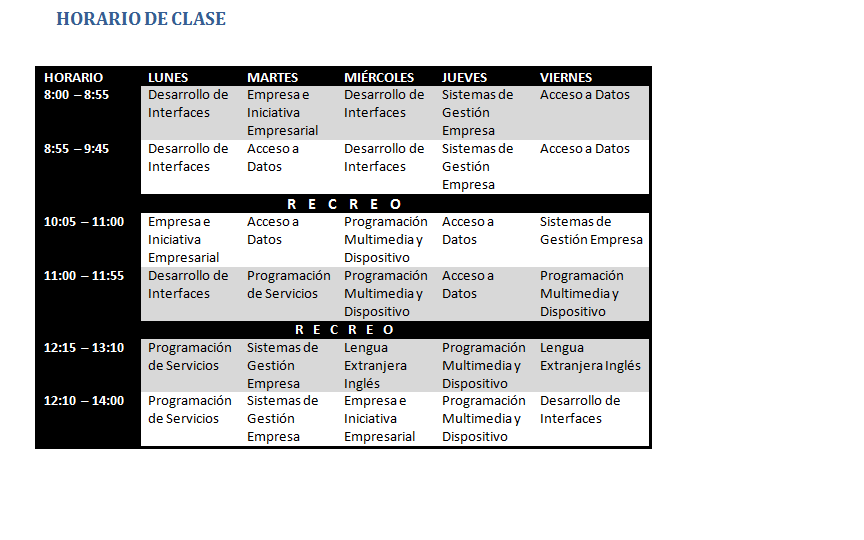 HORARIO DE CLASE
HORARIO LUNES MARTES MIÉRCOLES JUEVES VIERNES
8:00 – 8:55 Desarrollo de Empresa e Desarrollo de Sistemas de Acceso a Datos
Interfaces Iniciativa Interfaces Gestión
Empresarial Empresa
8:55 – 9:45 Desarrollo de Acceso a Desarrollo de Sistemas de Acceso a Datos
Interfaces Datos Interfaces Gestión
Empresa
R E C R E O
10:05 – 11:00 Empresa e Acceso a Programación Acceso a Sistemas de
Iniciativa Datos Multimedia y Datos Gestión Empresa
Empresarial Dispositivo
11:00 – 11:55 Desarrollo de Programación Programación Acceso a Programación
Interfaces de Servicios Multimedia y Datos Multimedia y
Dispositivo Dispositivo
R E C R E O
12:15 – 13:10 Programación Sistemas de Lengua Programación Lengua
de Servicios Gestión Extranjera Multimedia y Extranjera Inglés
Empresa Inglés Dispositivo
12:10 – 14:00 Programación Sistemas de Empresa e Programación Desarrollo de
de Servicios Gestión Iniciativa Multimedia y Interfaces
Empresa Empresarial Dispositivo